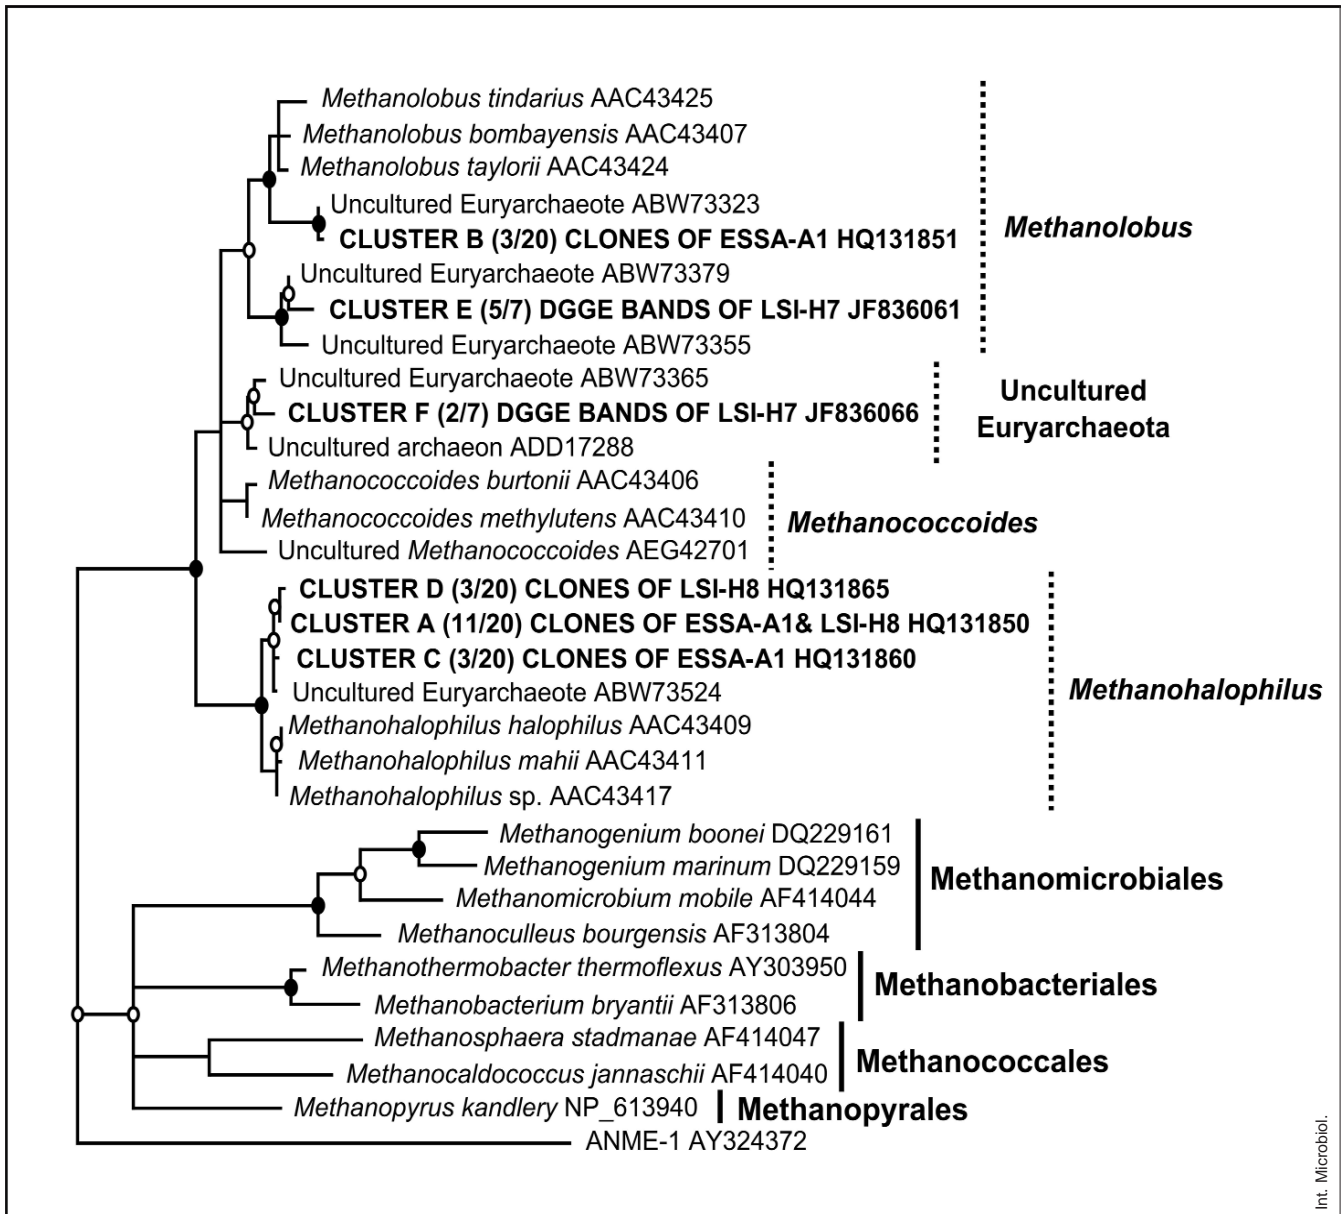 Methanolobus tindarius AAC43425
Methanolobus bombayensis AAC43407
Methanolobus taylorii AAC43424
Uncultured Euryarchaeote ABW73323
CLUSTER B (3/20) CLONES OF ESSA-A1 HQ131851
Uncultured Euryarchaeote ABW73379
CLUSTER E (5/7) DGGE BANDS OF LSI-H7 JF836061
Uncultured Euryarchaeote ABW73355
Methanolobus
Uncultured Euryarchaeote ABW73365
CLUSTER F (2/7) DGGE BANDS OF LSI-H7 JF836066
Uncultured archaeon ADD17288
Uncultured
Euryarchaeota
Methanococcoides burtonii AAC43406
Methanococcoides methylutens AAC43410
Uncultured Methanococcoides AEG42701
Methanococcoides
CLUSTER D (3/20) CLONES OF LSI-H8 HQ131865
CLUSTER A (11/20) CLONES OF ESSA-A1& LSI-H8 HQ131850
CLUSTER C (3/20) CLONES OF ESSA-A1 HQ131860
Uncultured Euryarchaeote ABW73524
Methanohalophilus halophilus AAC43409
Methanohalophilus mahii AAC43411
Methanohalophilus sp. AAC43417
Methanohalophilus
Methanogenium boonei DQ229161
Methanogenium marinum DQ229159
Methanomicrobium mobile AF414044
Methanoculleus bourgensis AF313804
Methanomicrobiales
Methanothermobacter thermoflexus AY303950
Methanobacterium bryantii AF313806
Methanobacteriales
Methanosphaera stadmanae AF414047
Methanocaldococcus jannaschii AF414040
Methanococcales
Methanopyrus kandlery NP_613940
Methanopyrales
ANME-1 AY324372
Int. Microbiol.